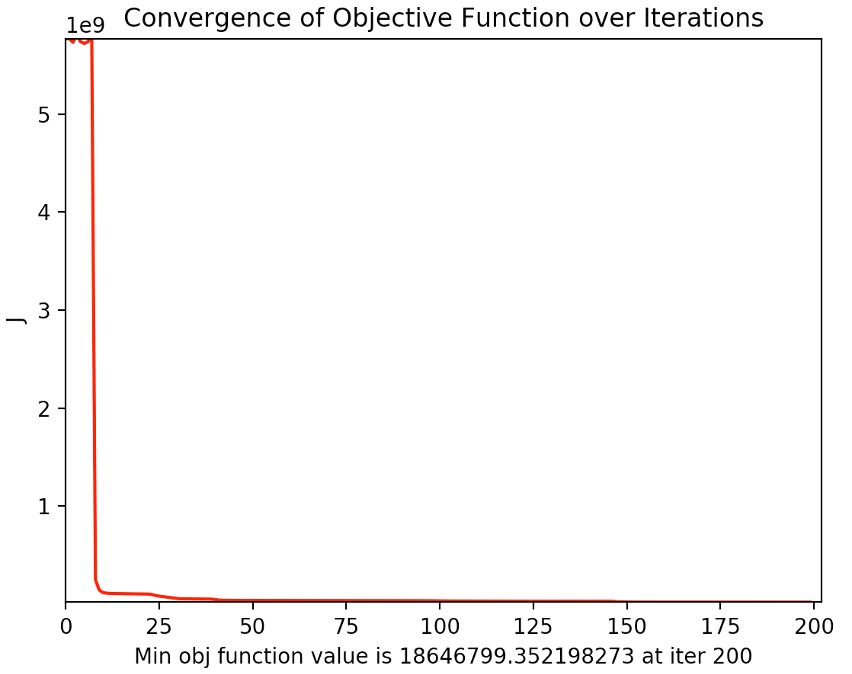 Convergence of Objective Function over Iterations
1e9
5
4
3
2
1
J
0 25 50 75 100 125 150 175 200
Min obj function value is 18646799.352198273 at iter 200